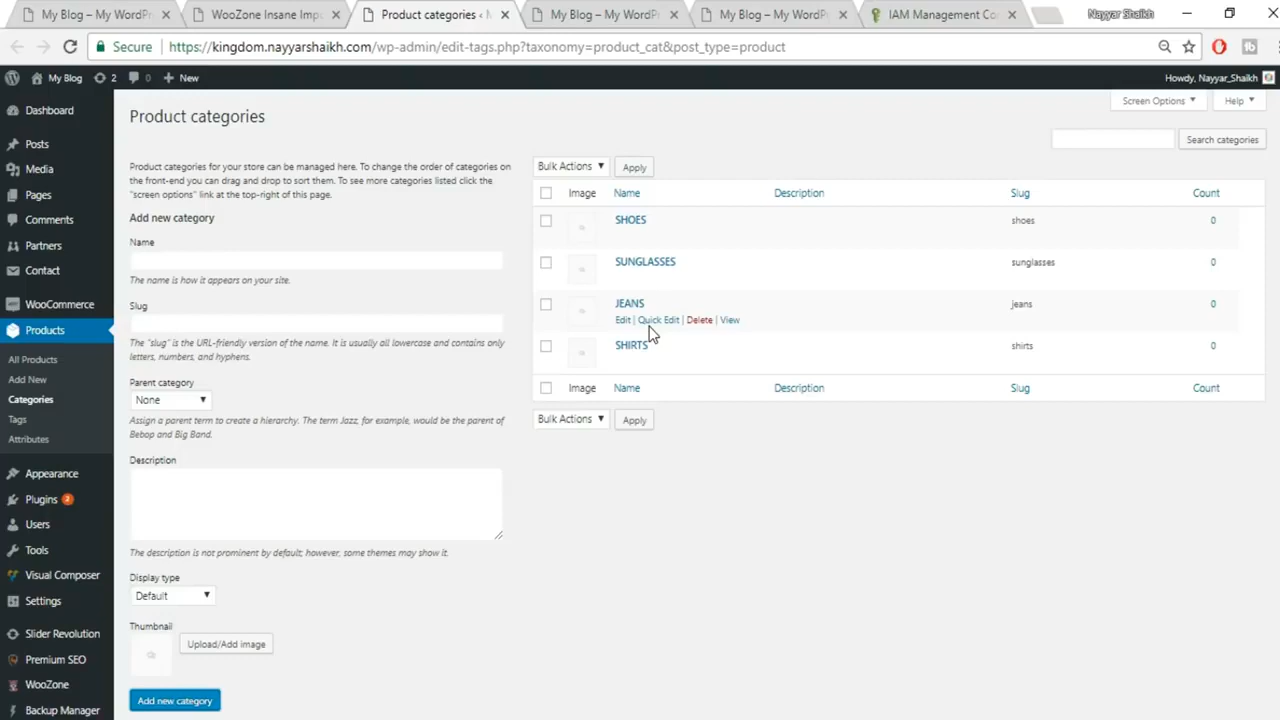 My Blog – My WordPr
WooZone Insane Imp
Product categories ‹
My Blog – My WordPr
My Blog – My WordPr
IAM Management Co
Nayyar Shaikh
Secure
https://kingdom.nayyarshaikh.com/wp-admin/edit-tags.php?taxonomy=product_cat&post_type=product
My Blog
2
0
New
Howdy, Nayyar_Shaikh
Screen Options
Help
Dashboard
Posts
Media
Pages
Comments
Partners
Contact
WooCommerce
Products
All Products
Add New
Categories
Tags
Attributes
Appearance
Plugins
Users
Tools
Visual Composer
Settings
Slider Revolution
Premium SEO
WooZone
Backup Manager
Product categories
Product categories for your store can be managed here. To change the order of categories on
the front-end you can drag and drop to sort them. To see more categories listed click the
"screen options" link at the top-right of this page.
Add new category
Name
The name is how it appears on your site.
Slug
The "slug" is the URL-friendly version of the name. It is usually all lowercase and contains only
letters, numbers, and hyphens.
Parent category
None
Assign a parent term to create a hierarchy. The term Jazz, for example, would be the parent of
Bebop and Big Band.
Description
The description is not prominent by default; however, some themes may show it.
Display type
Default
Thumbnail
Upload/Add image
Add new category
Search categories
Bulk Actions
Apply
Image Name Description Slug Count
SHOES shoes 0
SUNGLASSES sunglasses 0
JEANS jeans 0
Edit | Quick Edit | Delete | View
SHIRTS shirts 0
Image Name Description Slug Count
Bulk Actions
Apply